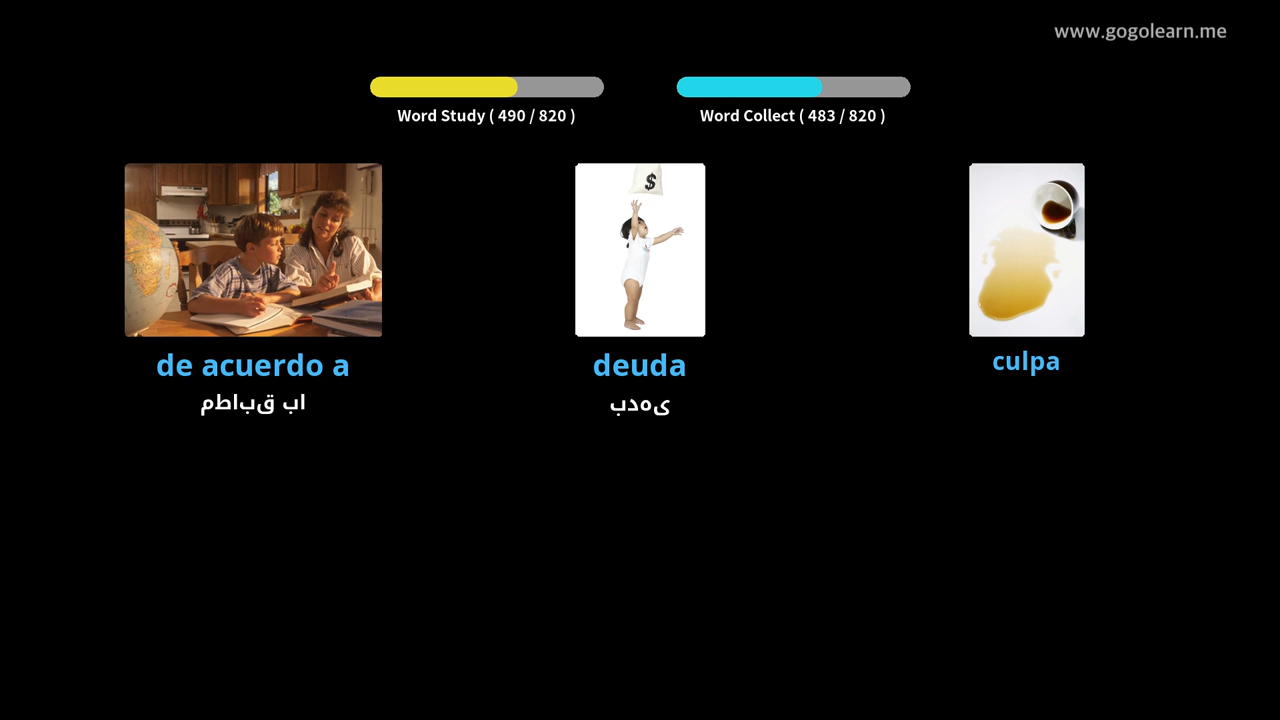 www.gogolearn.me
Word Study ( 490 / 820 )
Word Collect ( 483 / 820 )
de acuerdo a
اب قباطم
deuda
یهدب
culpa